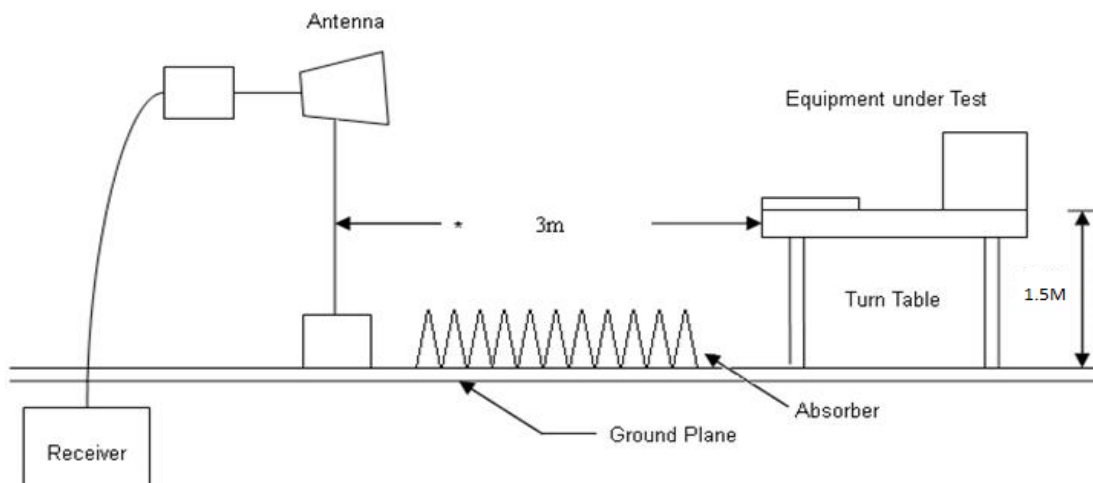 Antenna
Equipment under Test
* 3m
Turn Table
1.5M
Absorber
Ground Plane
Receiver